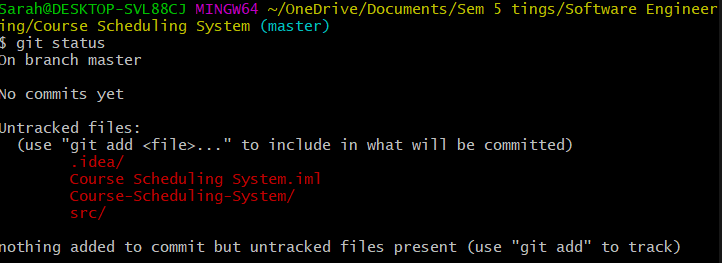 Sarah@DESKTOP-SVL88CJ MINGW64 ~/OneDrive/Documents/Sem 5 tings/Software Engineer
ing/Course Scheduling System (master)
$ git status
On branch master
No commits yet
Untracked files:
(use "git add <file>..." to include in what will be committed)
.idea/
Course Scheduling System.iml
Course-Scheduling-System/
src/
nothing added to commit but untracked files present (use "git add" to track)